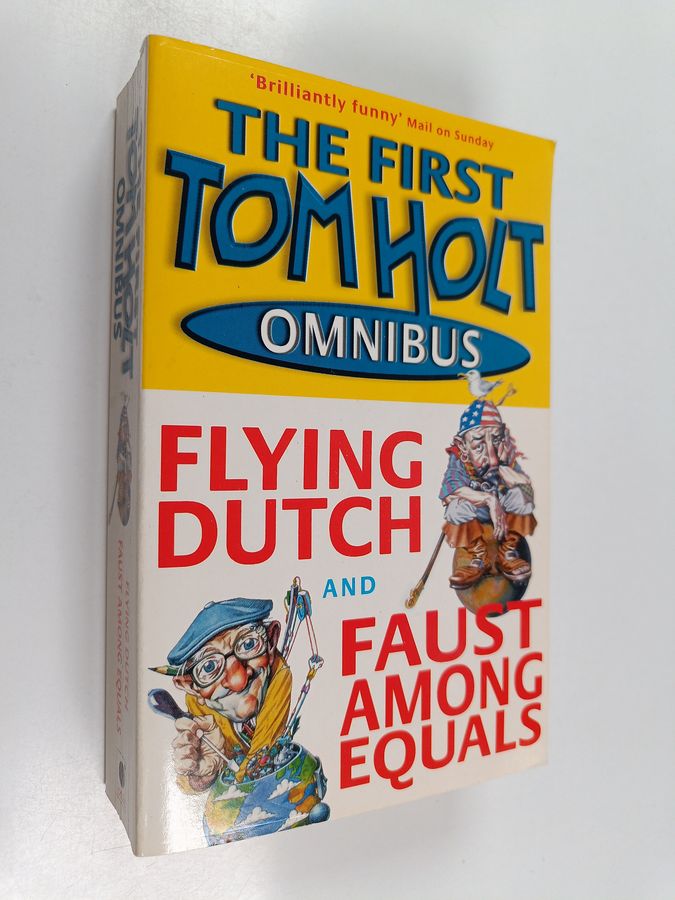 'Brilliantly funny' Mail on Sunday
THE FIRST
TOM HOLT
OMNIBUS
FLYING
DUTCH
AND
FAUST
AMONG
EQUALS
TOM HOLT
OMNIBUS
FLYING DUTCH
FAUST AMONG EQUALS